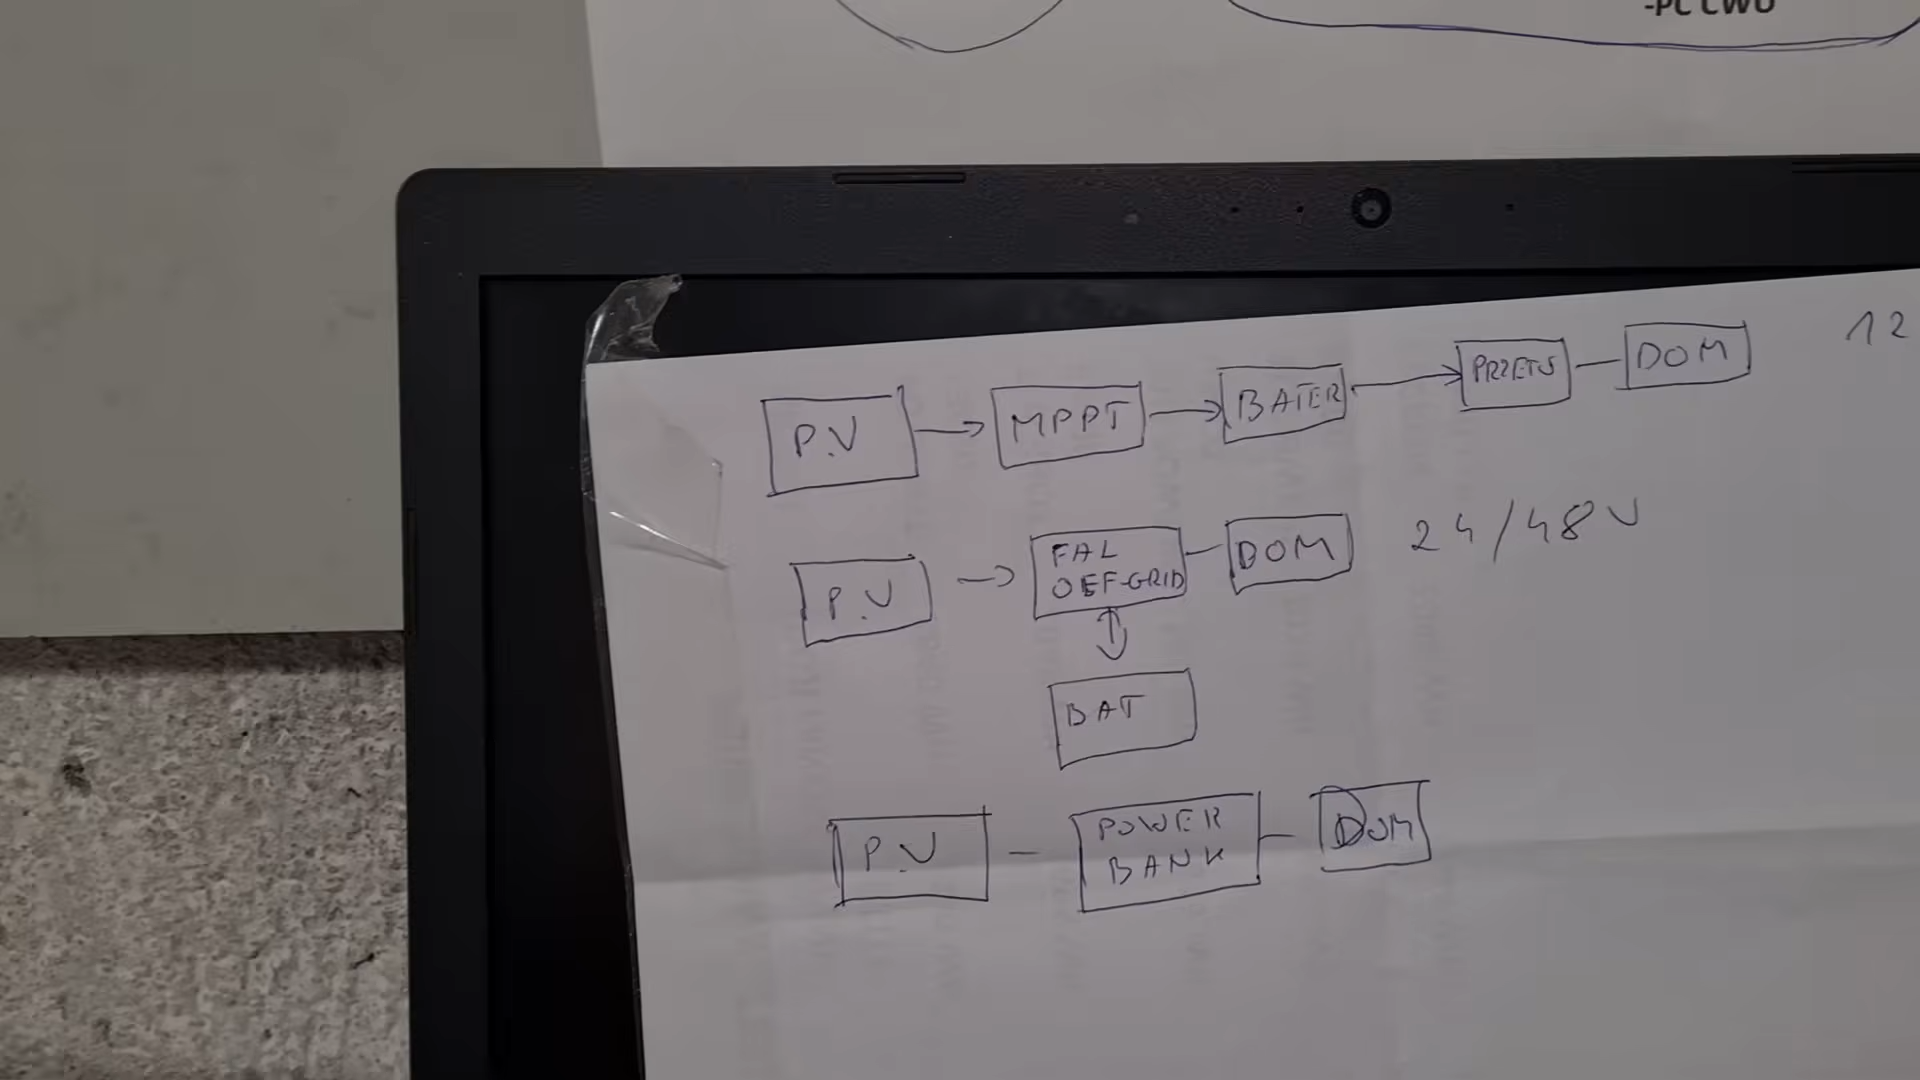 -PC CWU
P.V MPPT BATER PRZETW DOM 12
P.V FAL OFF-GRID DOM 24/48V
BAT
P.V POWER BANK DOM